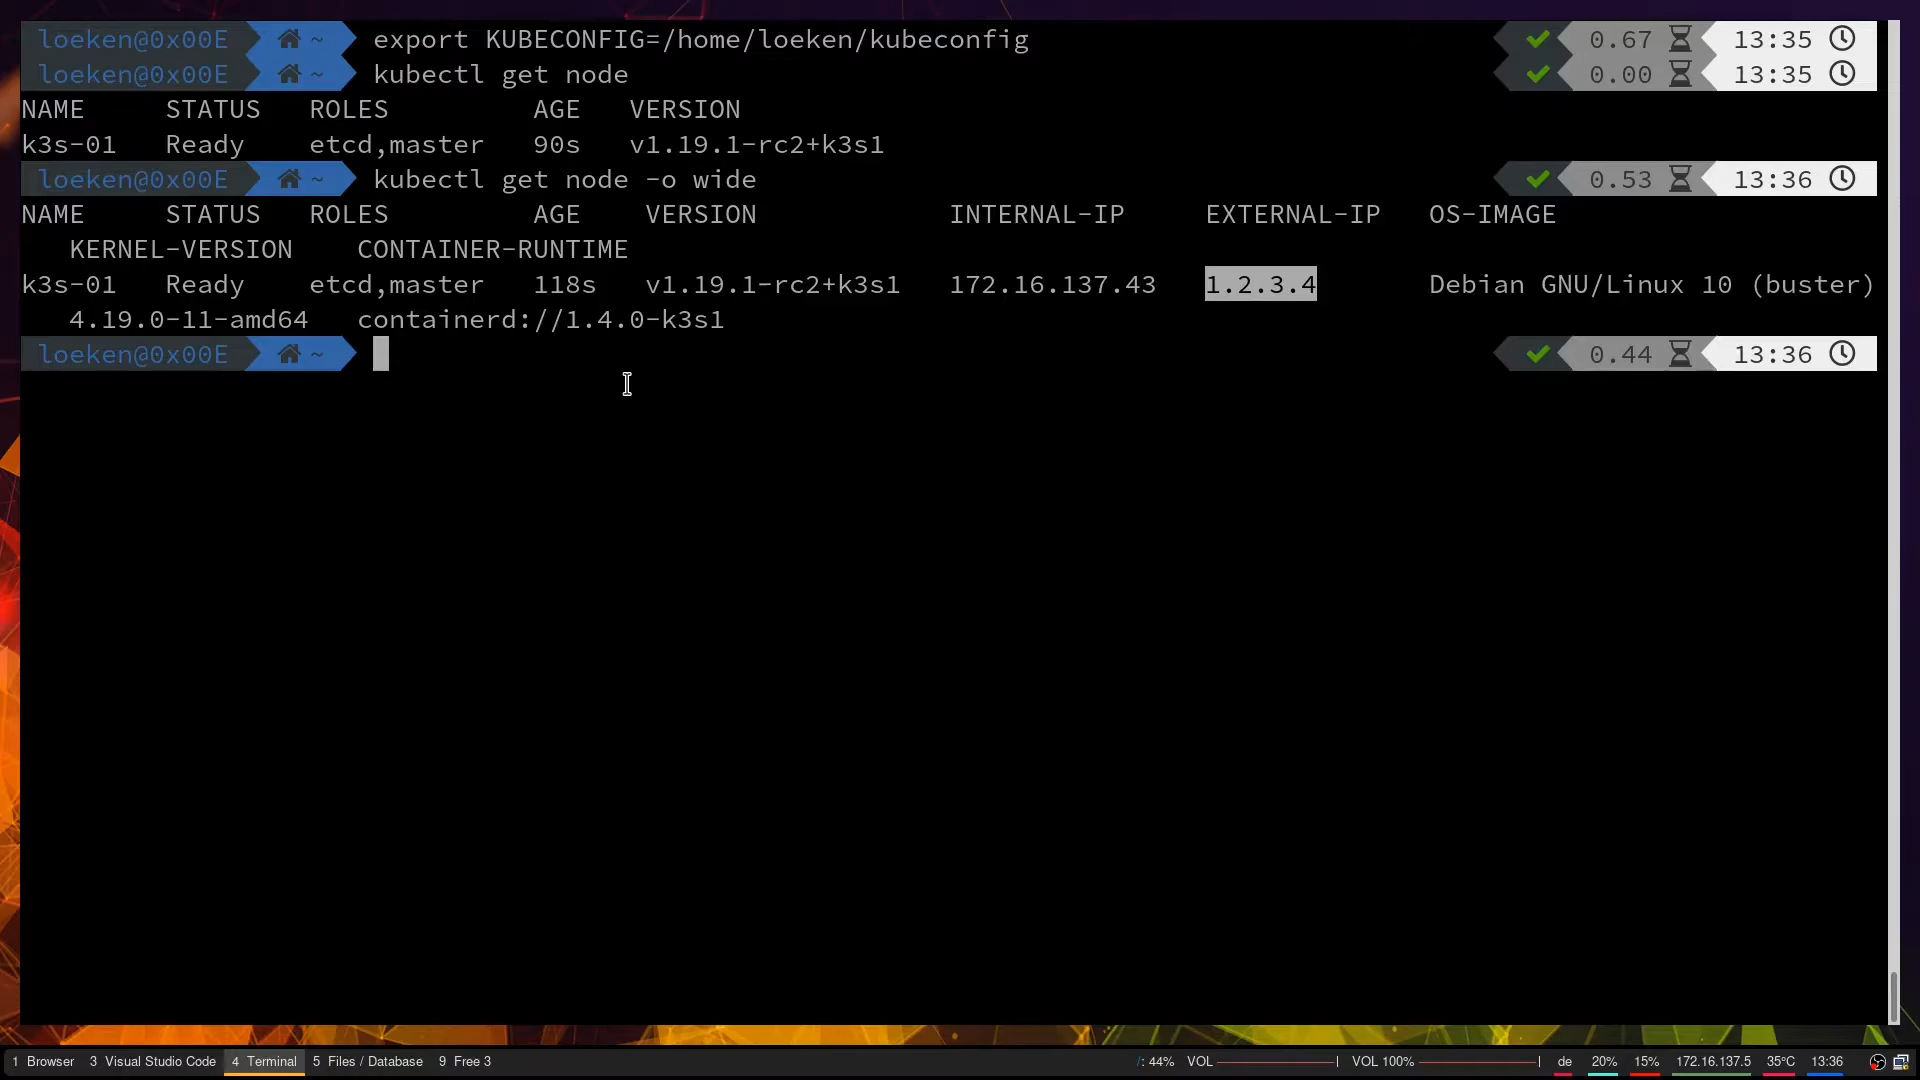 loeken@0x00E ~ export KUBECONFIG=/home/loeken/kubeconfig 0.67 13:35
loeken@0x00E ~ kubectl get node 0.00 13:35
NAME STATUS ROLES AGE VERSION
k3s-01 Ready etcd,master 90s v1.19.1-rc2+k3s1
loeken@0x00E ~ kubectl get node -o wide 0.53 13:36
NAME STATUS ROLES AGE VERSION INTERNAL-IP EXTERNAL-IP OS-IMAGE
KERNEL-VERSION CONTAINER-RUNTIME
k3s-01 Ready etcd,master 118s v1.19.1-rc2+k3s1 172.16.137.43 1.2.3.4 Debian GNU/Linux 10 (buster)
4.19.0-11-amd64 containerd://1.4.0-k3s1
loeken@0x00E ~ 0.44 13:36
1 Browser 3 Visual Studio Code 4 Terminal 5 Files / Database 9 Free 3 /: 44% VOL VOL 100% de 20% 15% 172.16.137.5 35°C 13:36